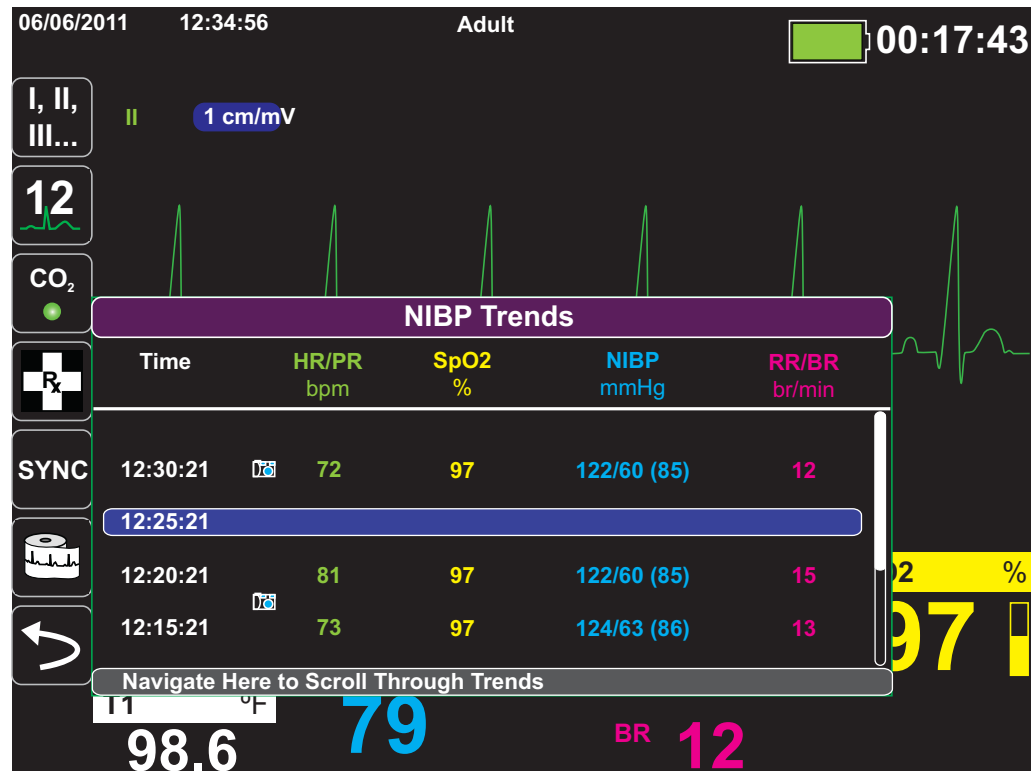 06/06/2011 12:34:56 Adult 00:17:43
I, II,
III...
II 1 cm/mV
12
CO₂
NIBP Trends
Time HR/PR SpO2 NIBP RR/BR
bpm % mmHg br/min
Rx
SYNC
12:30:21 72 97 122/60 (85) 12
12:25:21
12:20:21 81 97 122/60 (85) 15
12:15:21 73 97 124/63 (86) 13
Navigate Here to Scroll Through Trends
2 %
97
T1 °F
98.6
79
BR 12